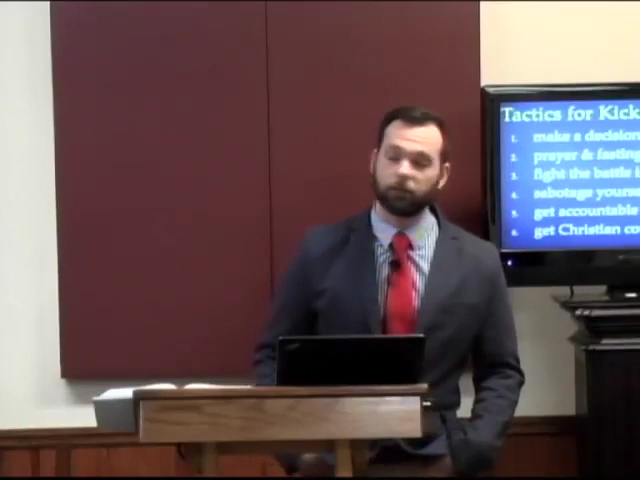 Tactics for Kick
1. make a decision
2. prayer & fasting
3. fight the battle i
4. sabotage yourse
5. get accountable
6. get Christian co